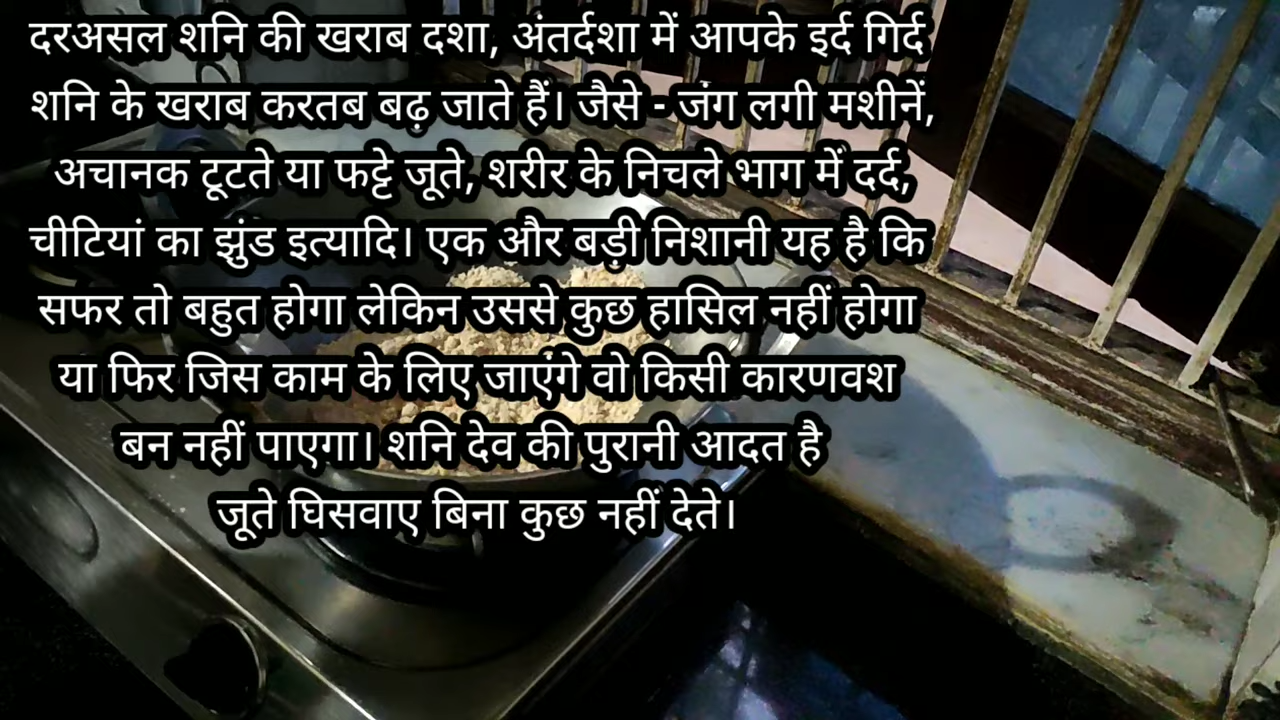 दरअसल शनि की खराब दशा, अंतर्दशा में आपके इर्द गिर्द
शनि के खराब करतब बढ़ जाते हैं। जैसे - जंग लगी मशीनें,
अचानक टूटते या फट्टे जूते, शरीर के निचले भाग में दर्द,
चीटियां का झुंड इत्यादि। एक और बड़ी निशानी यह है कि
सफर तो बहुत होगा लेकिन उससे कुछ हासिल नहीं होगा
या फिर जिस काम के लिए जाएंगे वो किसी कारणवश
बन नहीं पाएगा। शनि देव की पुरानी आदत है
जूते घिसवाए बिना कुछ नहीं देते।